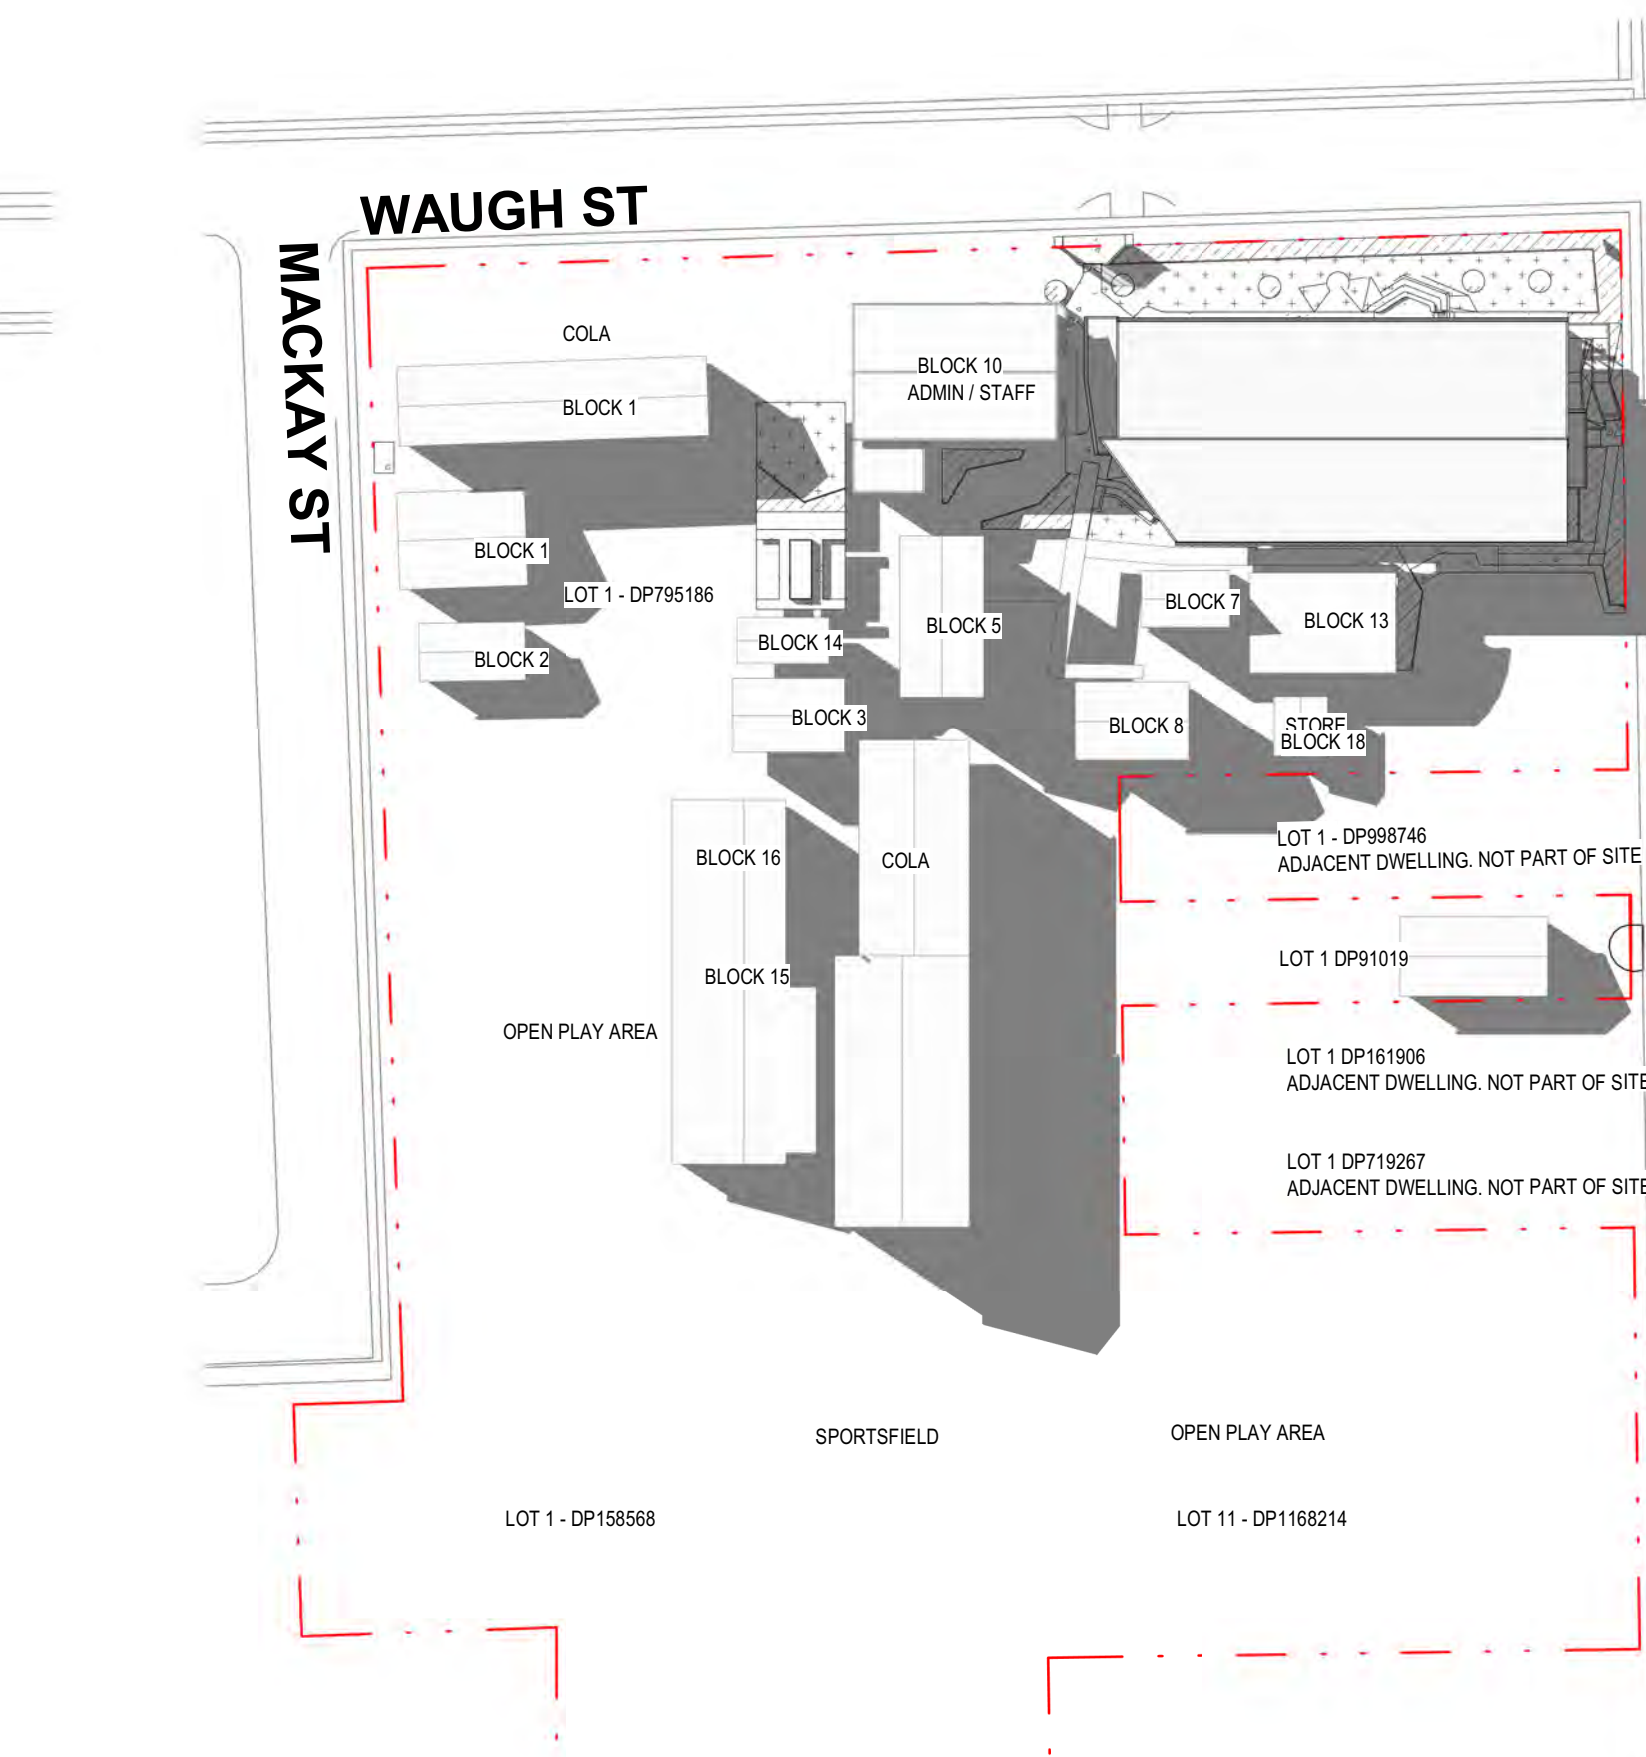 WAUGH ST
MACKAY ST
COLA
BLOCK 1
BLOCK 10
ADMIN / STAFF
BLOCK 1
LOT 1 - DP795186
BLOCK 2
BLOCK 14
BLOCK 5
BLOCK 7
BLOCK 13
BLOCK 3
BLOCK 8
STORE
BLOCK 18
BLOCK 16
COLA
LOT 1 - DP998746
ADJACENT DWELLING. NOT PART OF SITE
BLOCK 15
LOT 1 DP91019
OPEN PLAY AREA
LOT 1 DP161906
ADJACENT DWELLING. NOT PART OF SITE
LOT 1 DP719267
ADJACENT DWELLING. NOT PART OF SITE
SPORTSFIELD
OPEN PLAY AREA
LOT 1 - DP158568
LOT 11 - DP1168214